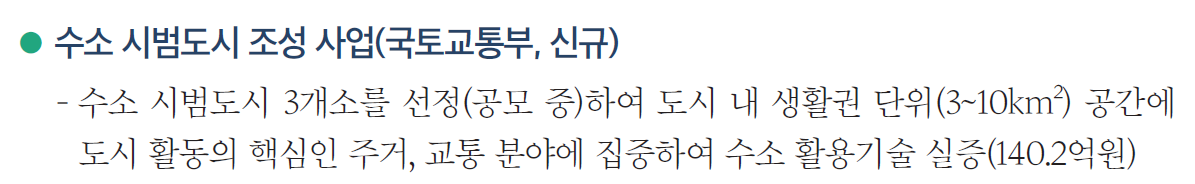 ● 수소 시범도시 조성 사업(국토교통부, 신규)
- 수소 시범도시 3개소를 선정(공모 중)하여 도시 내 생활권 단위(3~10km²) 공간에
도시 활동의 핵심인 주거, 교통 분야에 집중하여 수소 활용기술 실증(140.2억원)